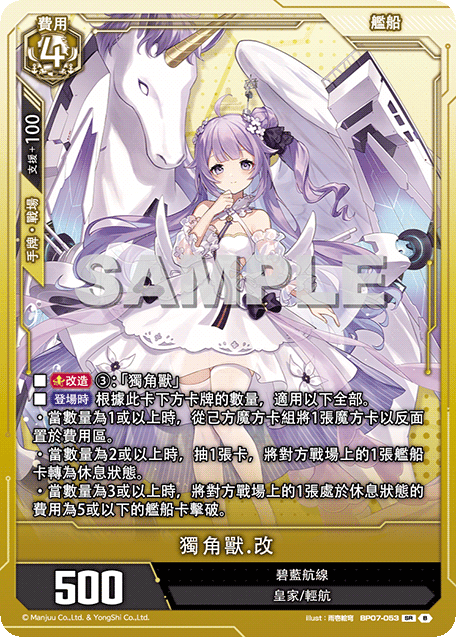 費用
艦船
4
支援+100
手牌・戰場
SAMPLE
■ 改造 ③:「獨角獸」
■ 登場時 根據此卡下方卡牌的數量，適用以下全部。
・當數量為1或以上時，從己方魔方卡組將1張魔方卡以反面
置於費用區。
・當數量為2或以上時，抽1張卡，將對方戰場上的1張艦船
卡轉為休息狀態。
・當數量為3或以上時，將對方戰場上的1張處於休息狀態的
費用為5或以下的艦船卡擊破。
獨角獸.改
500
碧藍航線
皇家/輕航
illust：雨壱絵穹 BP07-053 SR B
© Manjuu Co.,Ltd. & YongShi Co.,Ltd.